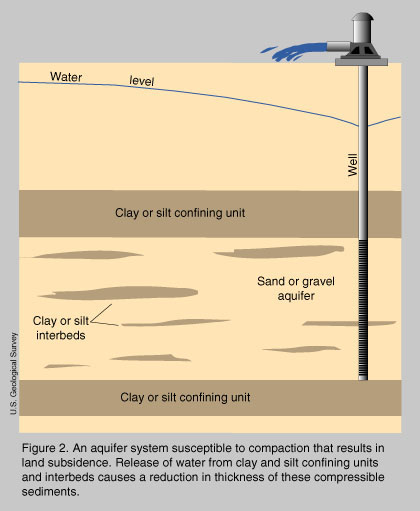 Water level
Well
Clay or silt confining unit
Sand or gravel
aquifer
Clay or silt
interbeds
Clay or silt confining unit
U.S. Geological Survey
Figure 2. An aquifer system susceptible to compaction that results in
land subsidence. Release of water from clay and silt confining units
and interbeds causes a reduction in thickness of these compressible
sediments.